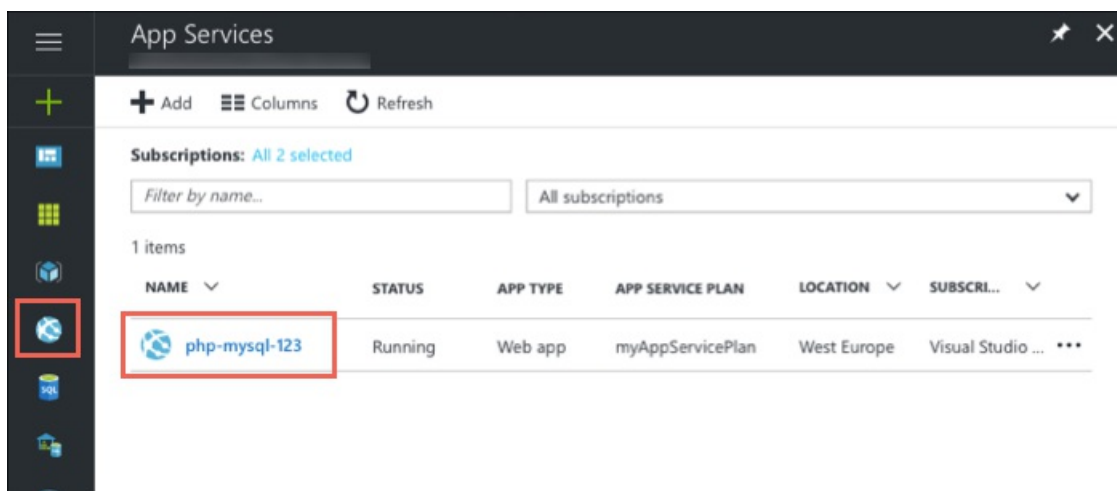 App Services
Add Columns Refresh
Subscriptions: All 2 selected
Filter by name... All subscriptions
1 items
NAME STATUS APP TYPE APP SERVICE PLAN LOCATION SUBSCRI...
php-mysql-123 Running Web app myAppServicePlan West Europe Visual Studio ...
SQL